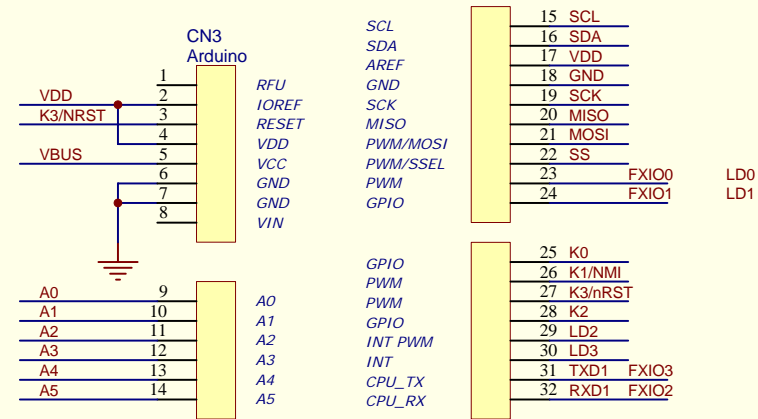 CN3
Arduino
1 RFU
VDD 2 IOREF
K3/NRST 3 RESET
4 VDD
VBUS 5 VCC
6 GND
7 GND
8 VIN
A0 9 A0
A1 10 A1
A2 11 A2
A3 12 A3
A4 13 A4
A5 14 A5
SCL 15 SCL
SDA 16 SDA
AREF 17 VDD
GND 18 GND
SCK 19 SCK
MISO 20 MISO
PWM/MOSI 21 MOSI
PWM/SSEL 22 SS
PWM 23 FXIO0 LD0
GPIO 24 FXIO1 LD1
GPIO 25 K0
PWM 26 K1/NMI
PWM 27 K3/nRST
GPIO 28 K2
INT PWM 29 LD2
INT 30 LD3
CPU_TX 31 TXD1 FXIO3
CPU_RX 32 RXD1 FXIO2